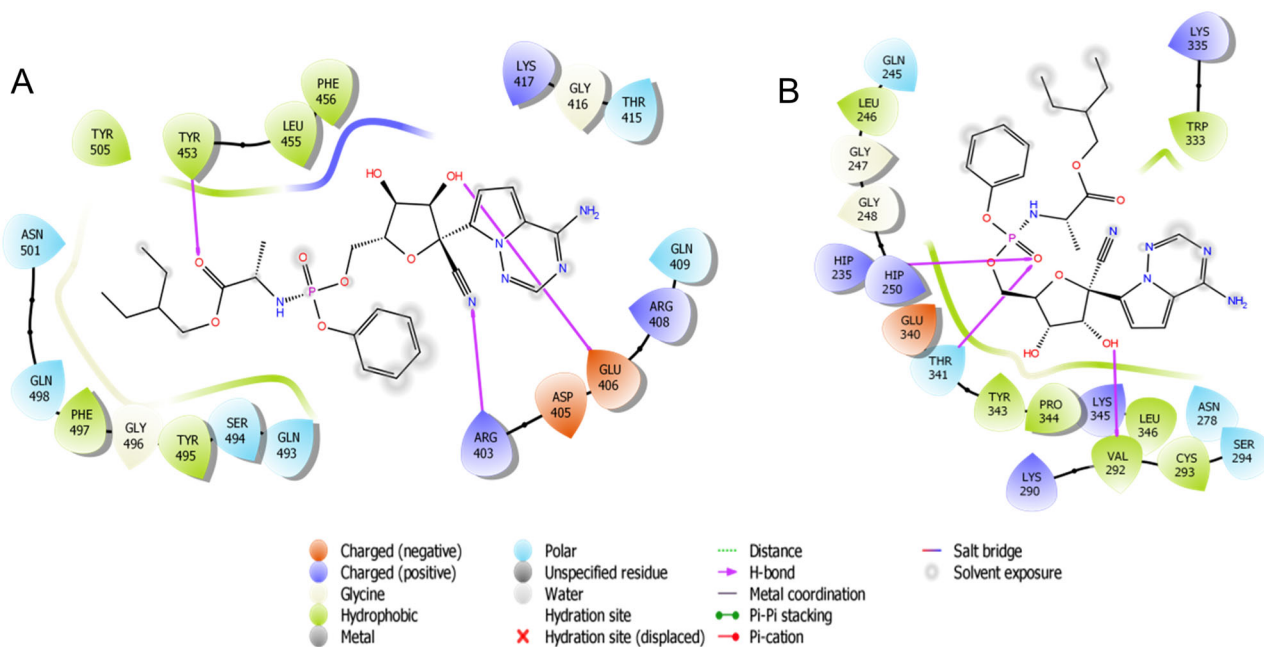 A
TYR
505
TYR
453
LEU
455
PHE
456
LYS
417
GLY
416
THR
415
ASN
501
GLN
498
PHE
497
GLY
496
TYR
495
SER
494
GLN
493
ARG
403
ASP
405
GLU
406
ARG
408
GLN
409
HO
OH
NH₂
N
N
N
O
N
O
O
P
O
N
H
O
O
B
GLN
245
LEU
246
GLY
247
GLY
248
HIP
235
HIP
250
GLU
340
THR
341
TYR
343
PRO
344
LYS
345
LEU
346
ASN
278
SER
294
CYS
293
VAL
292
LYS
290
LYS
335
TRP
333
O
O
H
N
O
P
O
O
N
N
N
N
NH₂
O
HO
OH
Charged (negative)
Charged (positive)
Glycine
Hydrophobic
Metal
Polar
Unspecified residue
Water
Hydration site
Hydration site (displaced)
Distance
H-bond
Metal coordination
Pi-Pi stacking
Pi-cation
Salt bridge
Solvent exposure